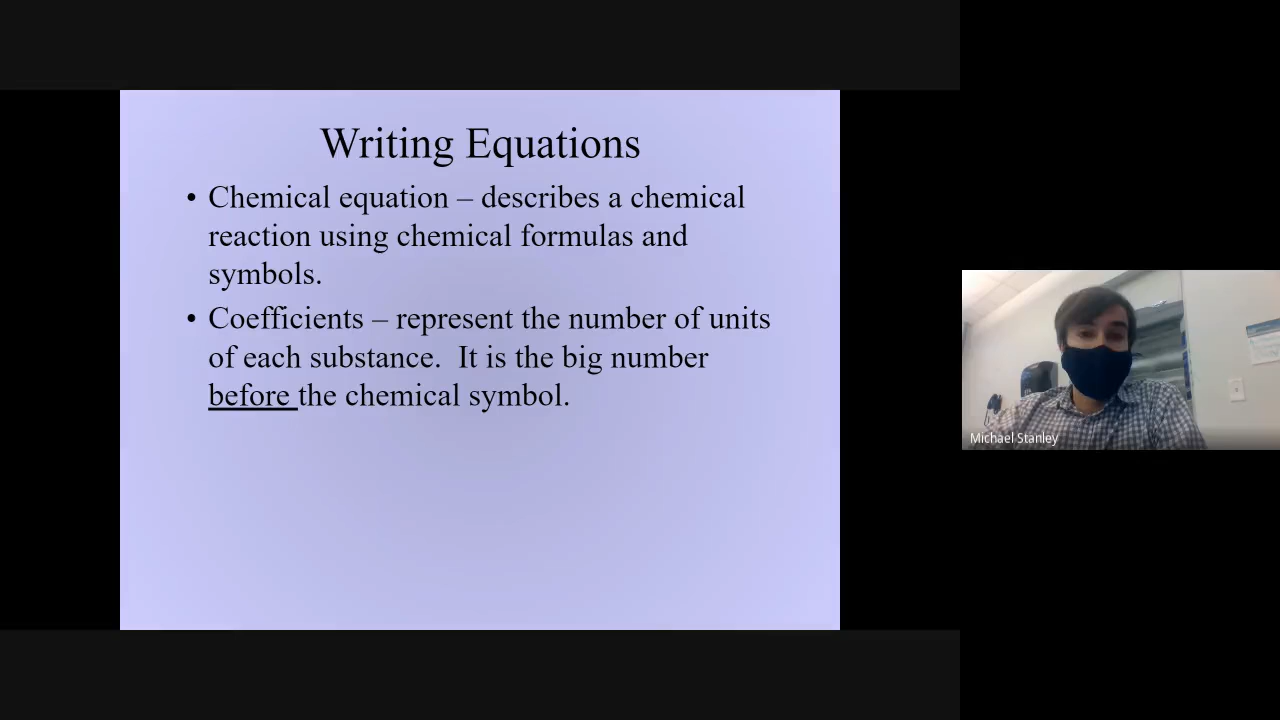 Writing Equations
• Chemical equation – describes a chemical
reaction using chemical formulas and
symbols.
• Coefficients – represent the number of units
of each substance.  It is the big number
before the chemical symbol.
Michael Stanley